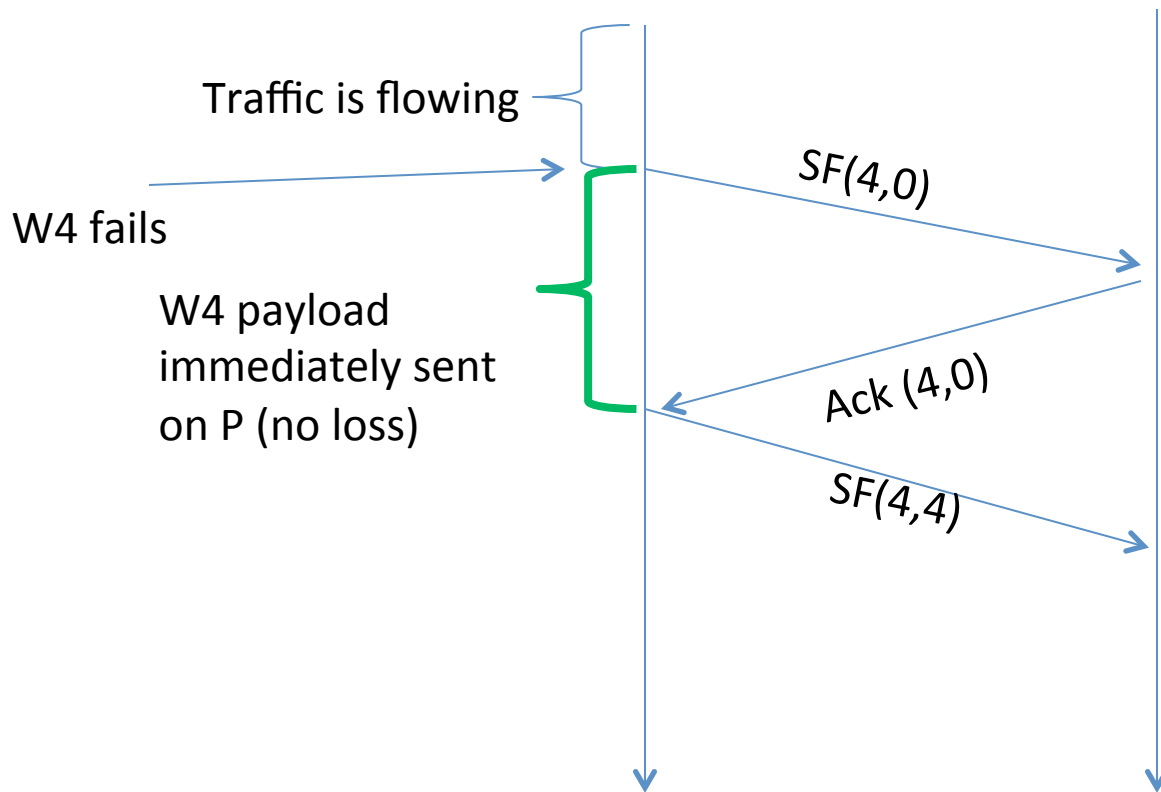 Traffic is flowing
SF(4,0)
W4 fails
W4 payload
immediately sent
on P (no loss)
Ack (4,0)
SF(4,4)